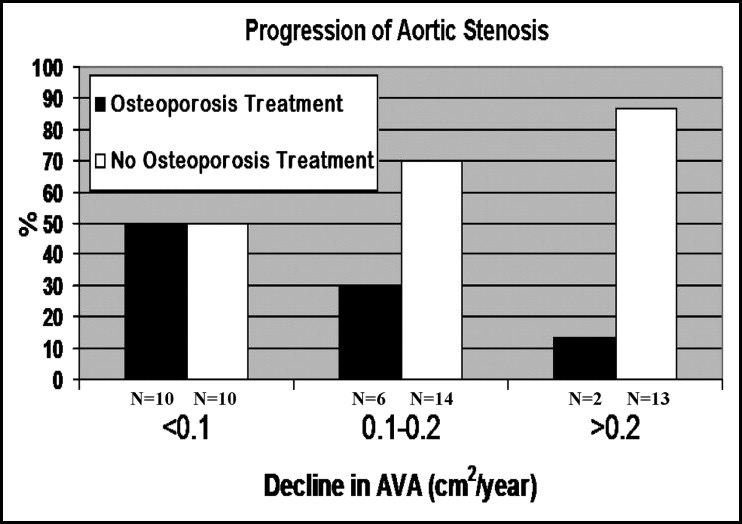 Progression of Aortic Stenosis
100
90
80
70
60
50
40
30
20
10
0
%
Osteoporosis Treatment
No Osteoporosis Treatment
N=10 N=10 N=6 N=14 N=2 N=13
<0.1 0.1-0.2 >0.2
Decline in AVA (cm²/year)